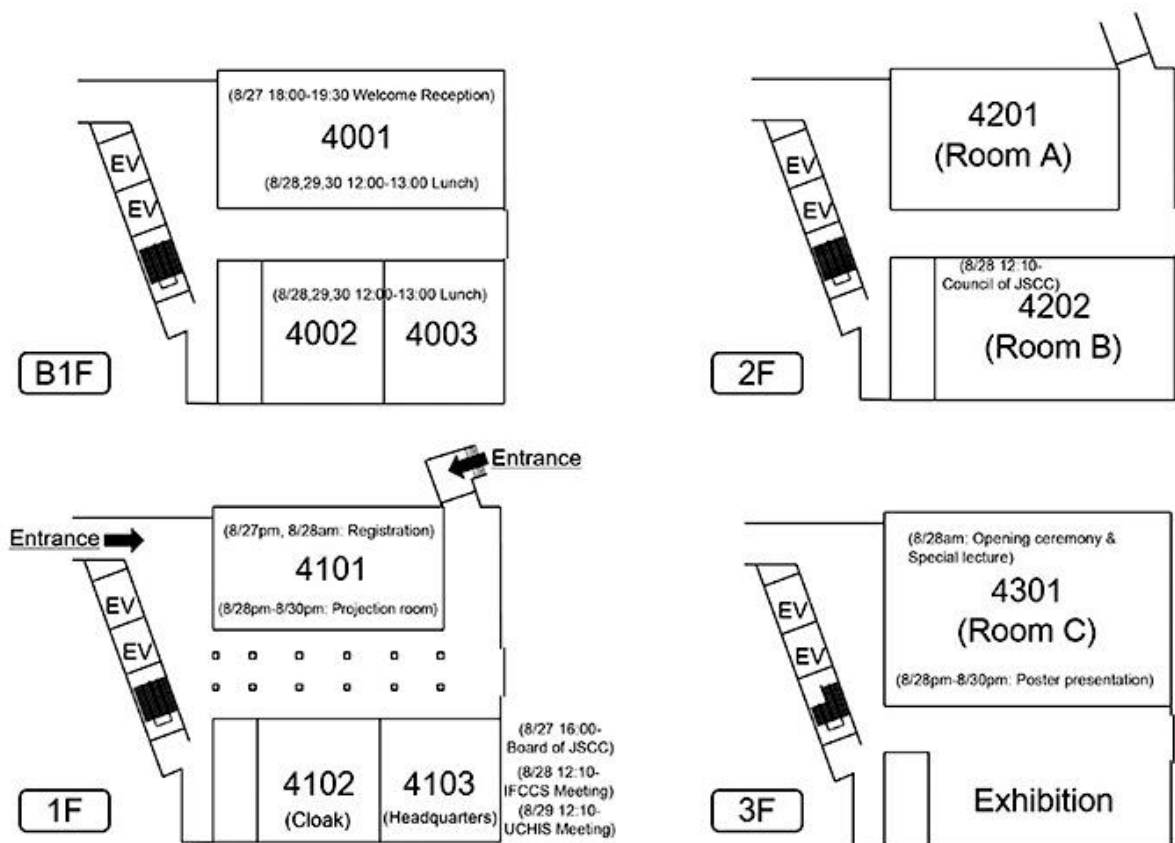 (8/27 18:00-19:30 Welcome Reception)
4001
(8/28,29,30 12:00-13.00 Lunch)
EV
EV
(8/28,29,30 12:00-13:00 Lunch)
4002
4003
B1F
4201
(Room A)
EV
EV
(8/28 12:10-
Council of JSCC)
4202
(Room B)
2F
Entrance
Entrance
(8/27pm, 8/28am: Registration)
4101
(8/28pm-8/30pm: Projection room)
EV
EV
4102
(Cloak)
4103
(Headquarters)
(8/27 16:00-
Board of JSCC)
(8/28 12:10-
IFCCS Meeting)
(8/29 12:10-
UCHIS Meeting)
1F
(8/28am: Opening ceremony &
Special lecture)
4301
(Room C)
(8/28pm-8/30pm: Poster presentation)
EV
EV
Exhibition
3F